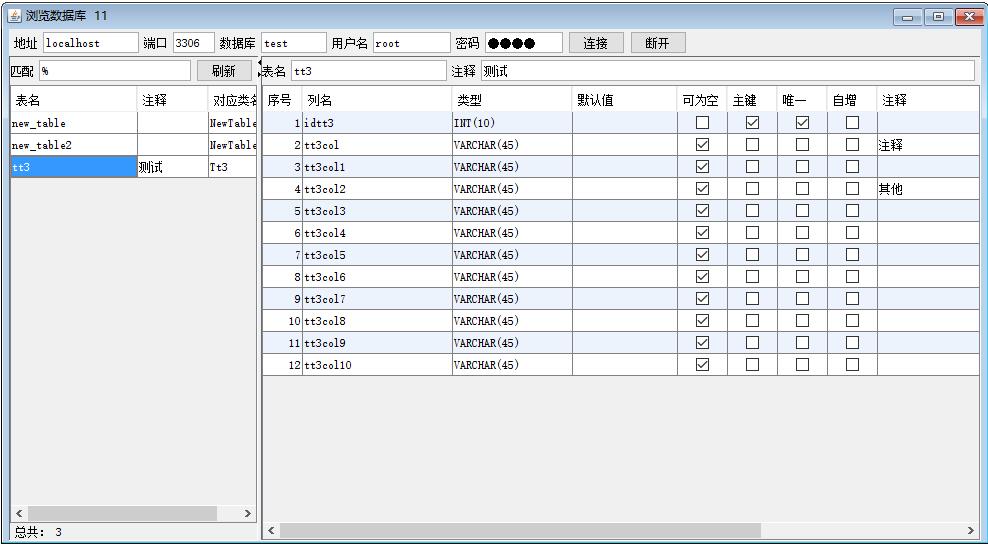 浏览数据库 11
地址 localhost 端口 3306 数据库 test 用户名 root 密码 ●●●● 连接 断开
匹配 % 刷新
表名 注释 对应类名
new_table NewTable
new_table2 NewTable
tt3 测试 Tt3
总共: 3
表名 tt3 注释 测试
序号 列名 类型 默认值 可为空 主键 唯一 自增 注释
1 idtt3 INT(10)
2 tt3col VARCHAR(45) 注释
3 tt3col1 VARCHAR(45)
4 tt3col2 VARCHAR(45) 其他
5 tt3col3 VARCHAR(45)
6 tt3col4 VARCHAR(45)
7 tt3col5 VARCHAR(45)
8 tt3col6 VARCHAR(45)
9 tt3col7 VARCHAR(45)
10 tt3col8 VARCHAR(45)
11 tt3col9 VARCHAR(45)
12 tt3col10 VARCHAR(45)